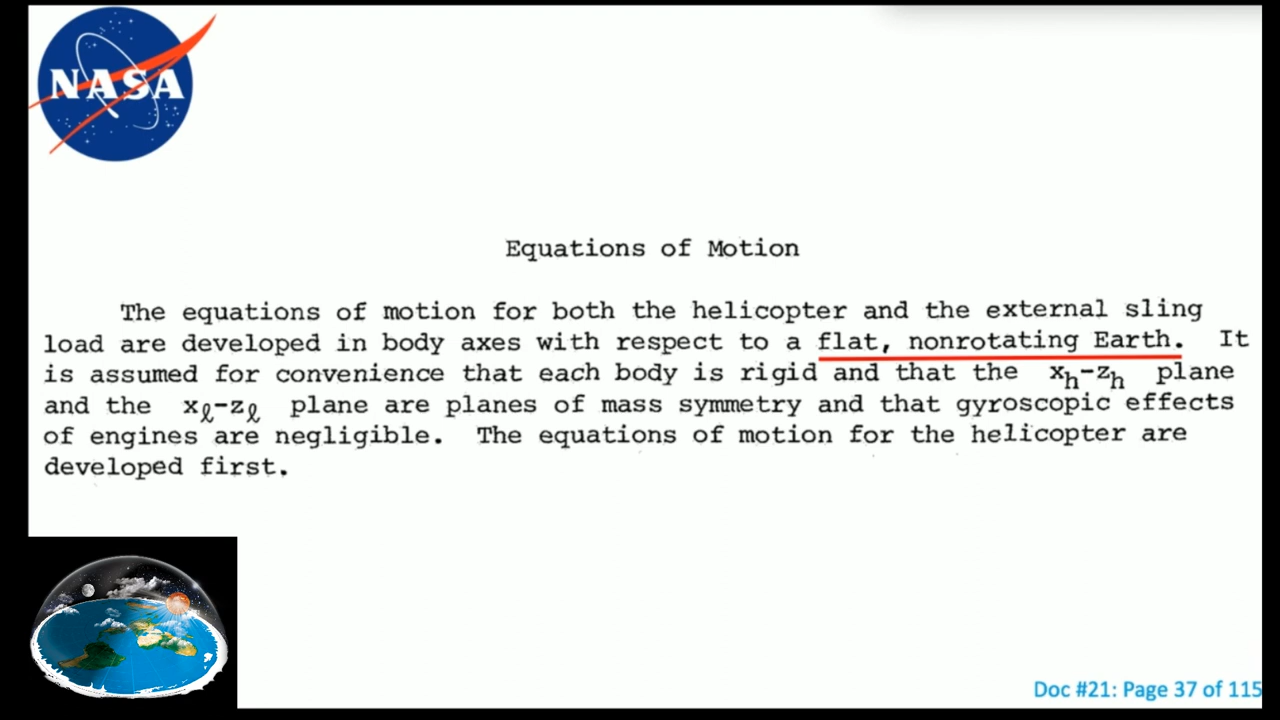 NASA
Equations of Motion
The equations of motion for both the helicopter and the external sling
load are developed in body axes with respect to a flat, nonrotating Earth. It
is assumed for convenience that each body is rigid and that the xh-zh plane
and the xℓ-zℓ plane are planes of mass symmetry and that gyroscopic effects
of engines are negligible. The equations of motion for the helicopter are
developed first.
Doc #21: Page 37 of 115